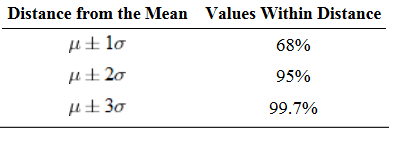 Distance from the Mean Values Within Distance
μ ± 1σ 68%
μ ± 2σ 95%
μ ± 3σ 99.7%